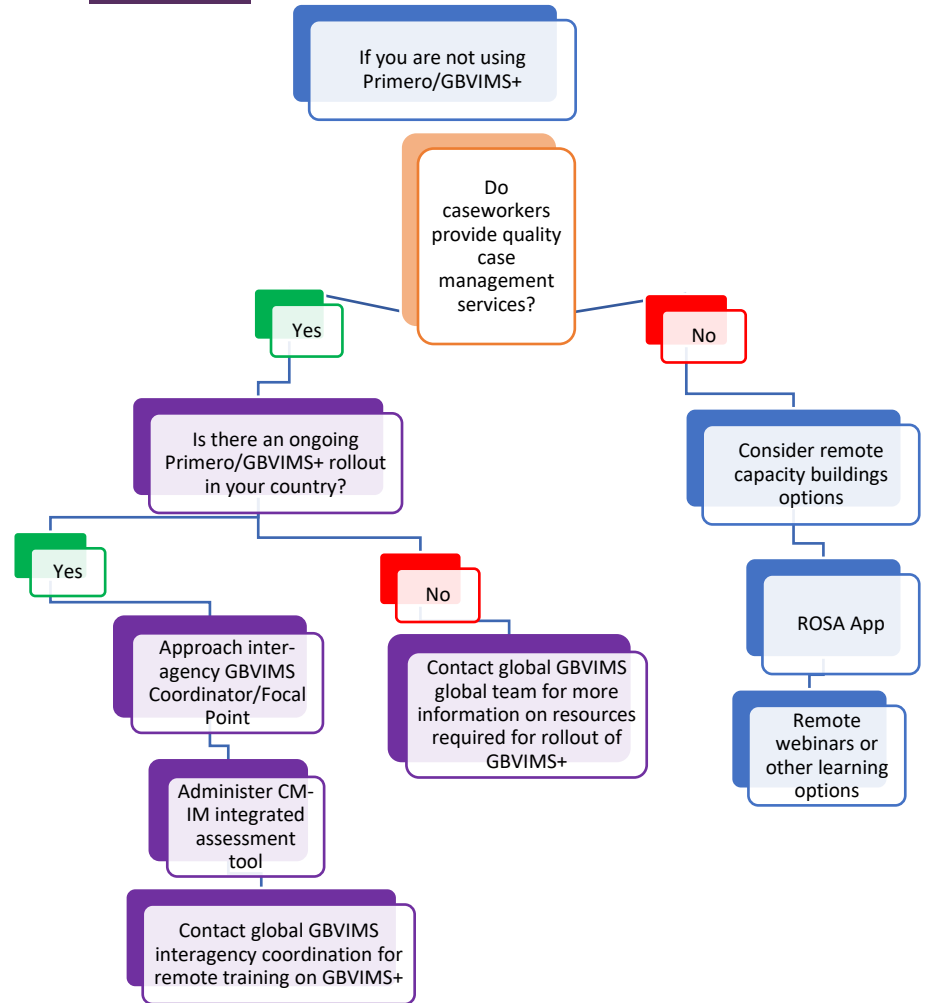 If you are not using
Primero/GBVIMS+
Do
caseworkers
provide quality
case
management
services?
Yes
No
Is there an ongoing
Primero/GBVIMS+ rollout
in your country?
Consider remote
capacity buildings
options
Yes
No
ROSA App
Approach inter-
agency GBVIMS
Coordinator/Focal
Point
Contact global GBVIMS
global team for more
information on resources
required for rollout of
GBVIMS+
Remote
webinars or
other learning
options
Administer CM-
IM integrated
assessment
tool
Contact global GBVIMS
interagency coordination for
remote training on GBVIMS+